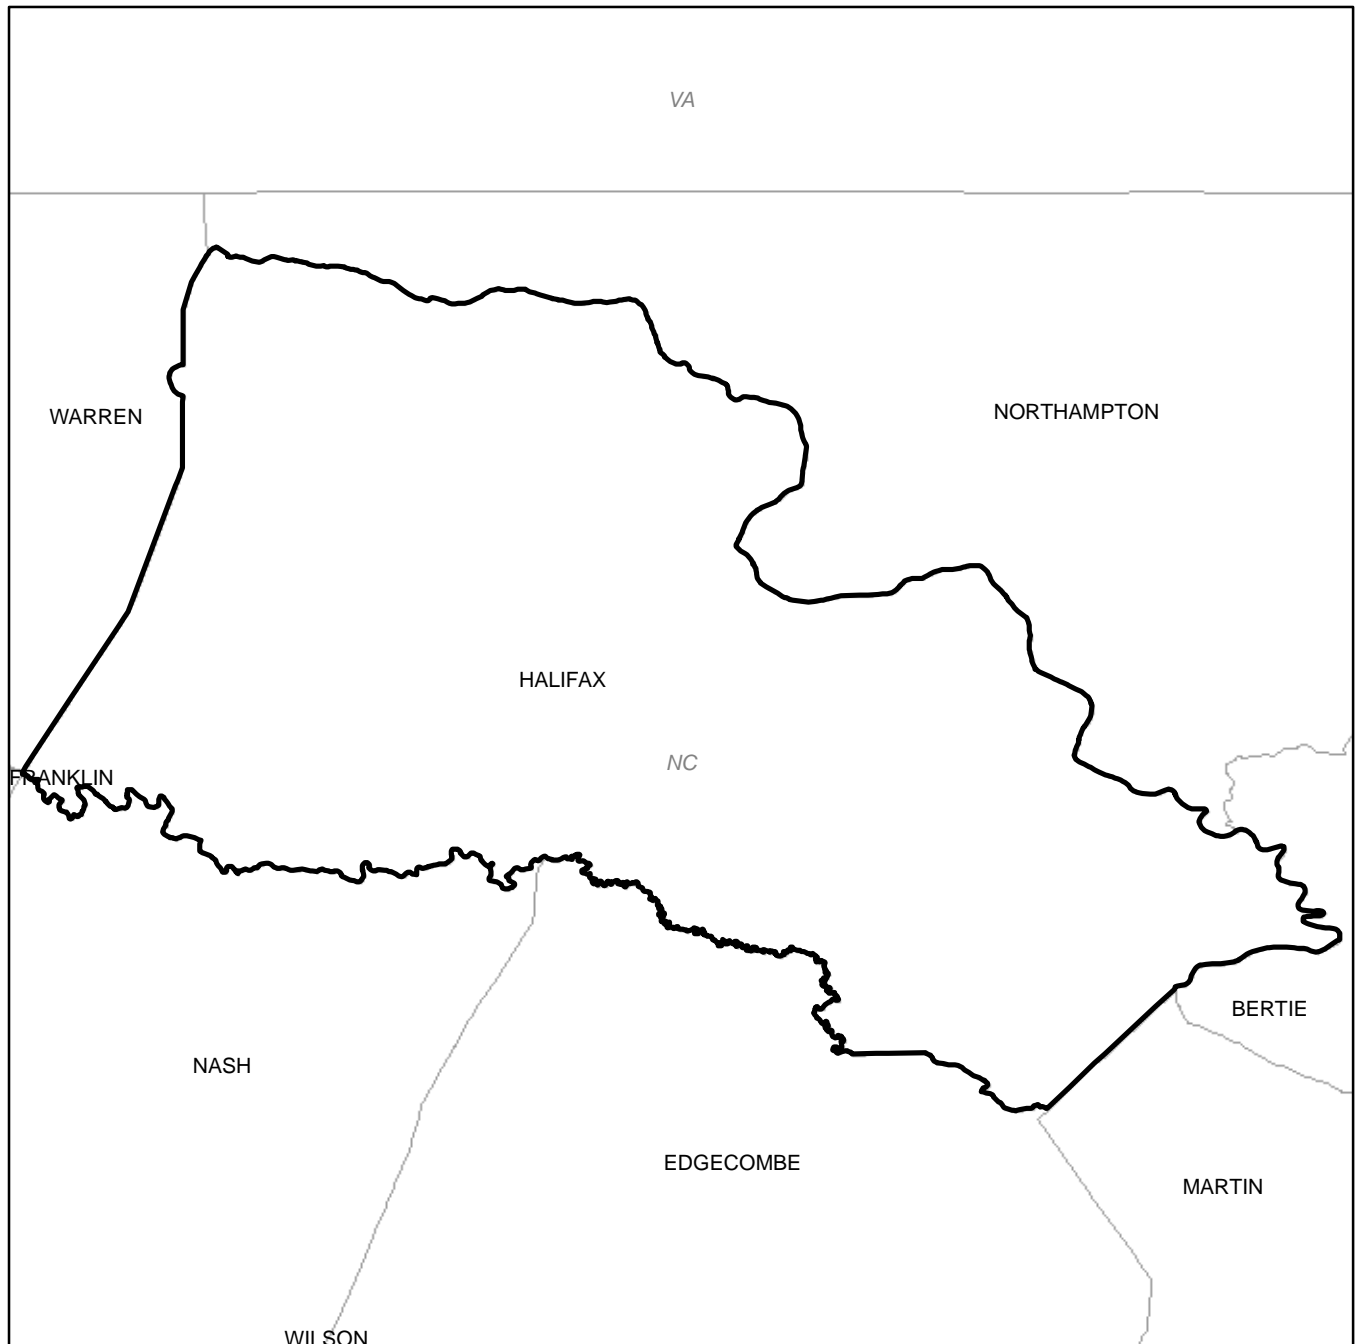 VA
WARREN
NORTHAMPTON
HALIFAX
NC
FRANKLIN
BERTIE
NASH
EDGECOMBE
MARTIN
WILSON